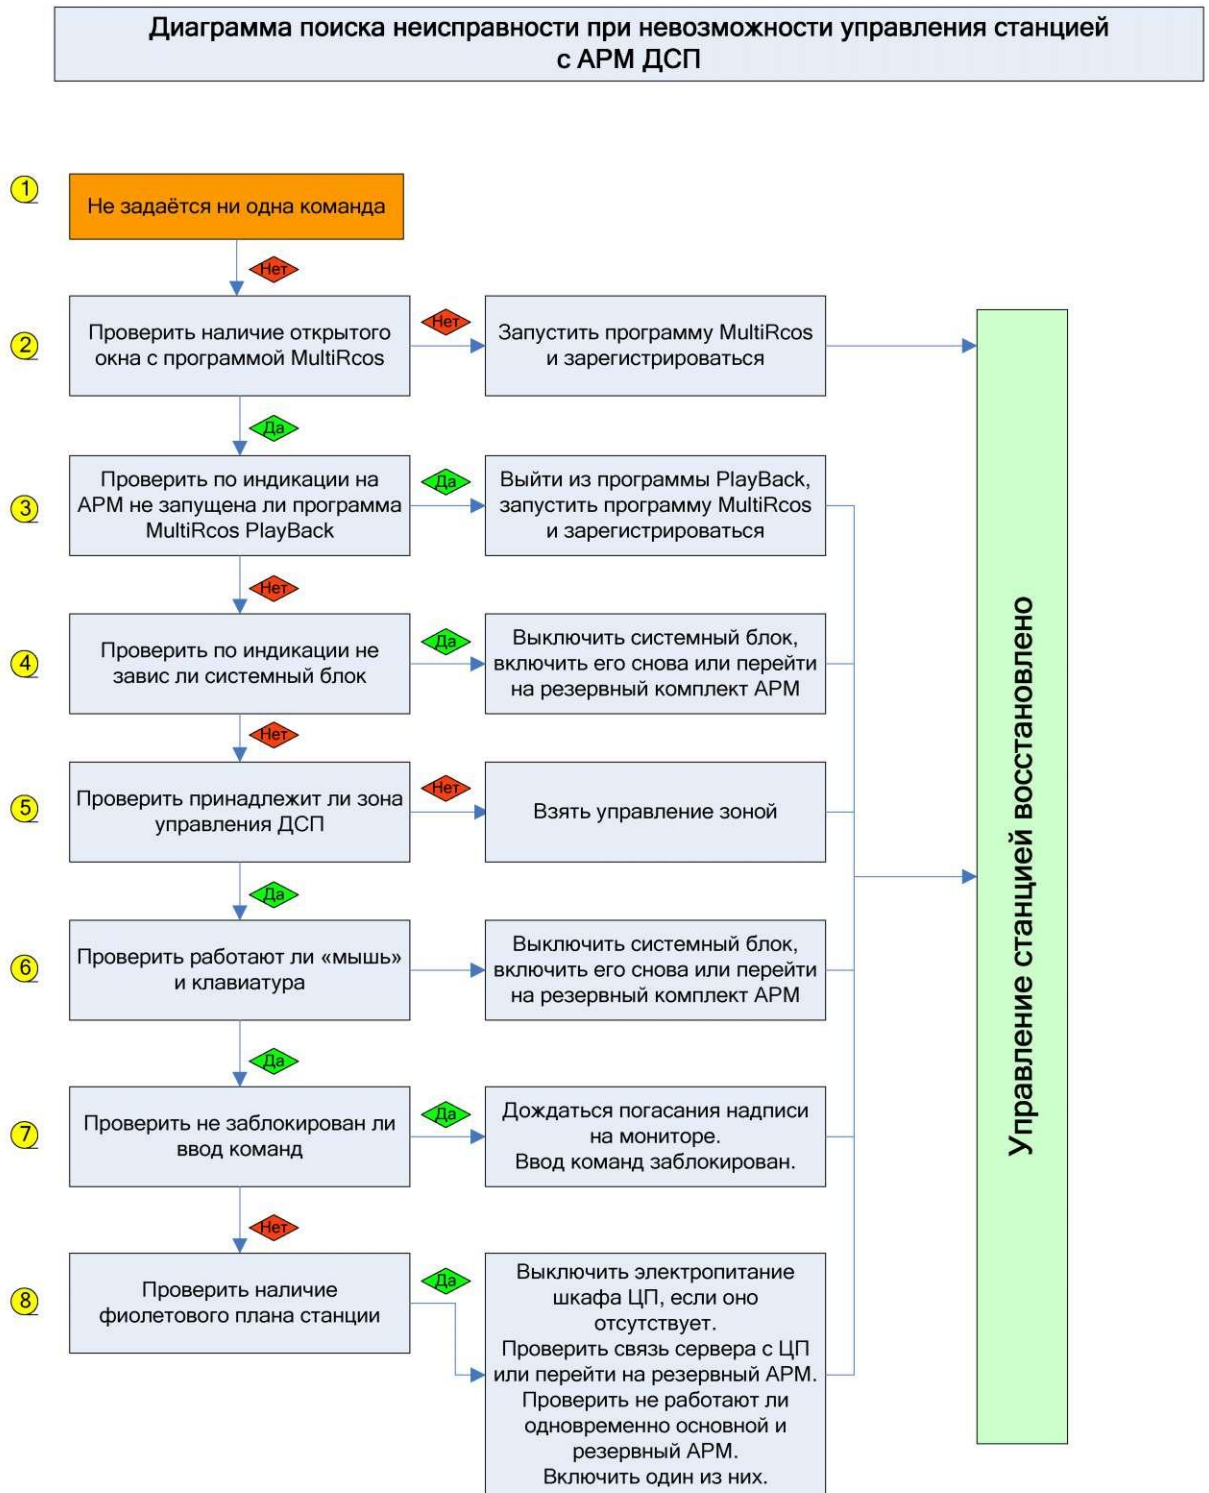 Диаграмма поиска неисправности при невозможности управления станцией
с АРМ ДСП
1
Не задаётся ни одна команда
Нет
2
Проверить наличие открытого
окна с программой MultiRcos
Нет
Запустить программу MultiRcos
и зарегистрироваться
Да
3
Проверить по индикации на
АРМ не запущена ли программа
MultiRcos PlayBack
Да
Выйти из программы PlayBack,
запустить программу MultiRcos
и зарегистрироваться
Нет
4
Проверить по индикации не
завис ли системный блок
Да
Выключить системный блок,
включить его снова или перейти
на резервный комплект АРМ
Нет
5
Проверить принадлежит ли зона
управления ДСП
Нет
Взять управление зоной
Да
6
Проверить работают ли «мышь»
и клавиатура
Выключить системный блок,
включить его снова или перейти
на резервный комплект АРМ
Да
7
Проверить не заблокирован ли
ввод команд
Да
Дождаться погасания надписи
на мониторе.
Ввод команд заблокирован.
Нет
8
Проверить наличие
фиолетового плана станции
Да
Выключить электропитание
шкафа ЦП, если оно
отсутствует.
Проверить связь сервера с ЦП
или перейти на резервный АРМ.
Проверить не работают ли
одновременно основной и
резервный АРМ.
Включить один из них.
Управление станцией восстановлено